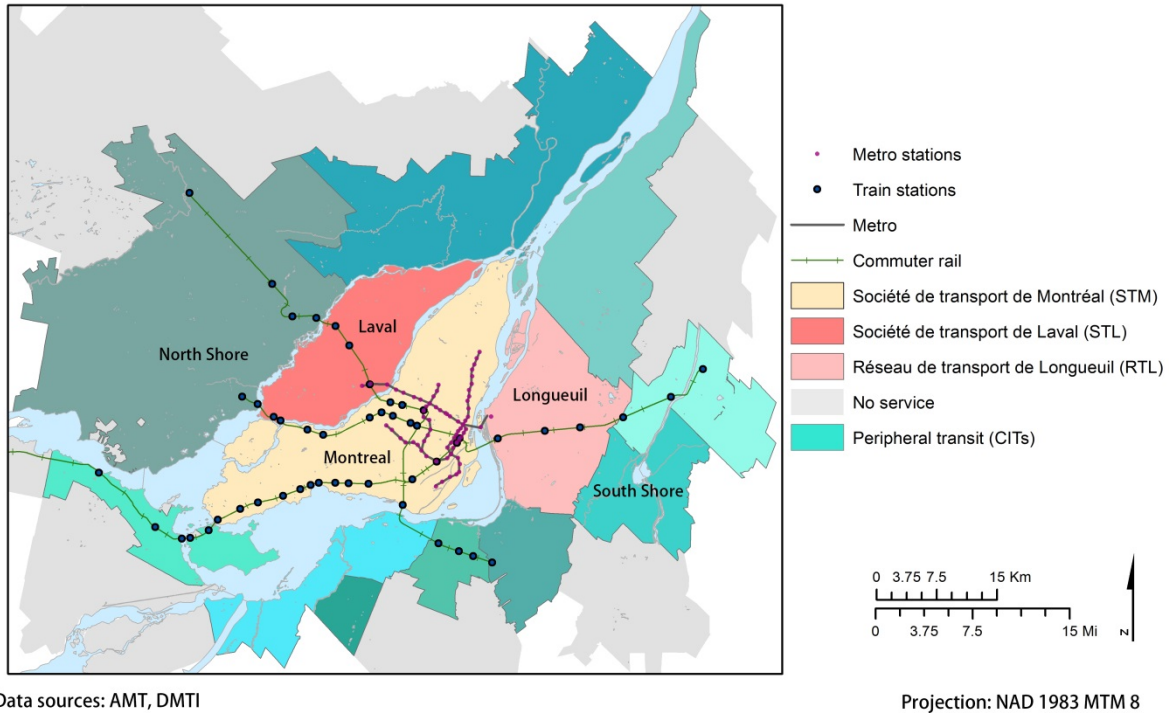 Laval
North Shore
Longueuil
Montreal
South Shore
Metro stations
Train stations
Metro
Commuter rail
Société de transport de Montréal (STM)
Société de transport de Laval (STL)
Réseau de transport de Longueuil (RTL)
No service
Peripheral transit (CITs)
0 3.75 7.5 15 Km
0 3.75 7.5 15 Mi
N
Data sources: AMT, DMTI
Projection: NAD 1983 MTM 8